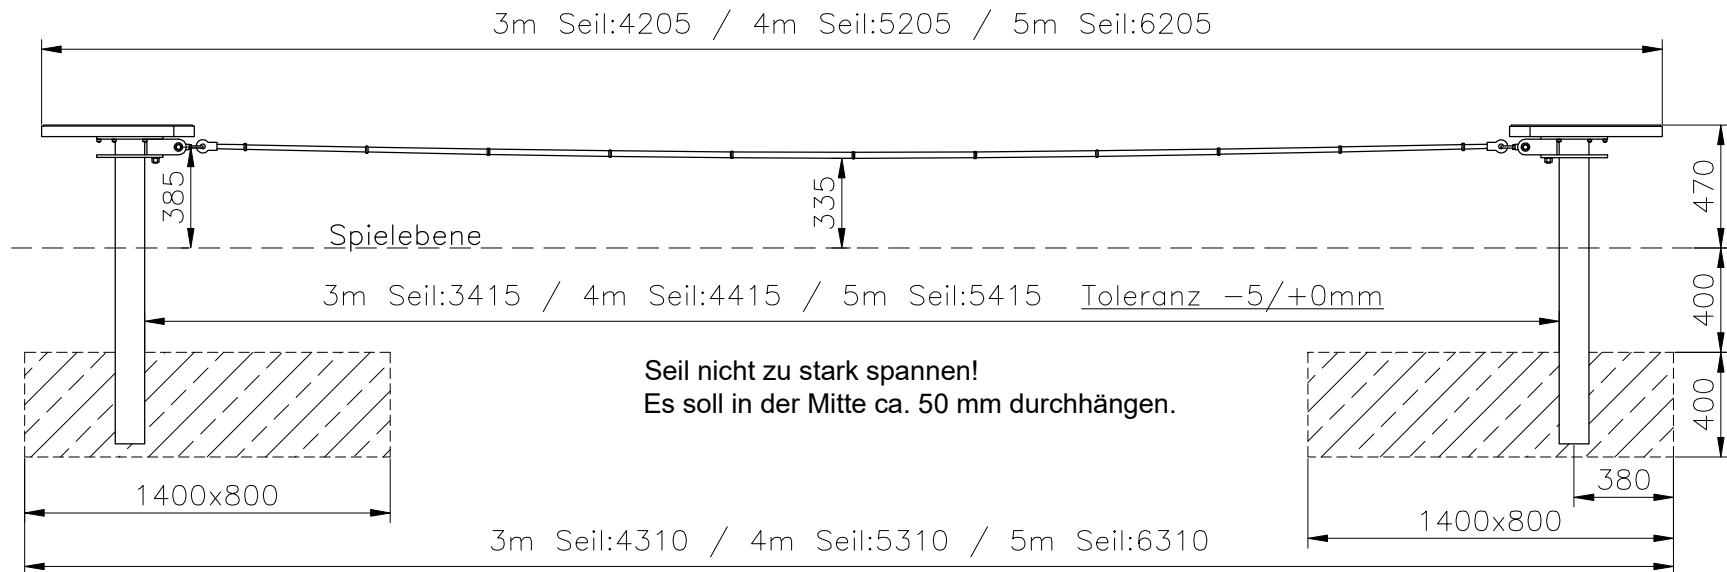 3m Seil:4205 / 4m Seil:5205 / 5m Seil:6205
385
335
470
Spielebene
3m Seil:3415 / 4m Seil:4415 / 5m Seil:5415 Toleranz -5/+0mm
400
Seil nicht zu stark spannen!
Es soll in der Mitte ca. 50 mm durchhängen.
400
380
1400x800
1400x800
3m Seil:4310 / 4m Seil:5310 / 5m Seil:6310